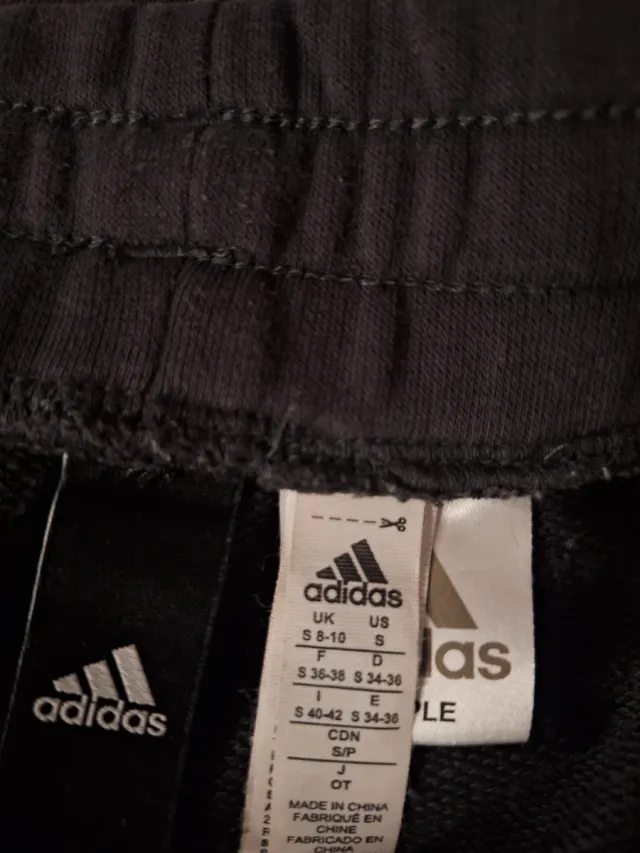 adidas
adidas
UK US
S 8-10 S
F D
S 36-38 S 34-36
I E
S 40-42 S 34-36
CDN
S/P
J
OT
MADE IN CHINA
FABRIQUÉ EN
CHINE
FABRICADO EN
CHINA
das
PLE